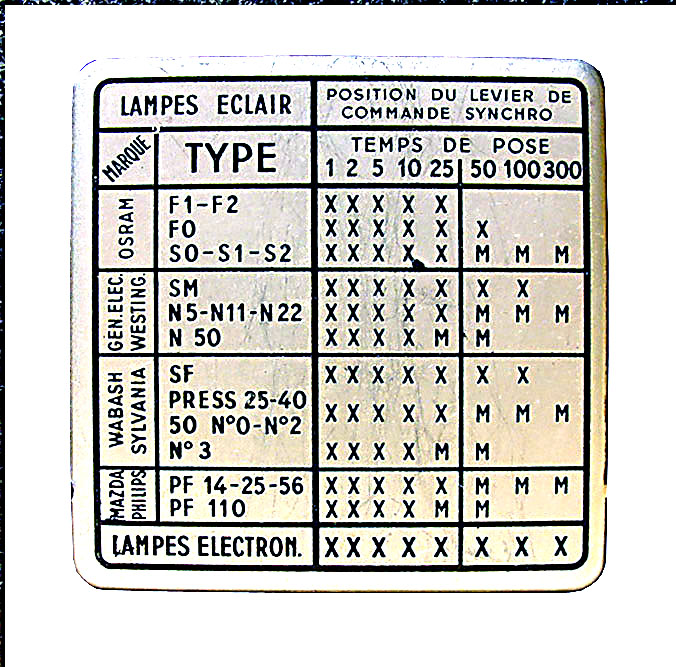 LAMPES ECLAIR
POSITION DU LEVIER DE
COMMANDE SYNCHRO
MARQUE
TYPE
TEMPS DE POSE
1 2 5 10 25 50 100 300
OSRAM
F1-F2 X X X X X
FO X X X X X X
SO-S1-S2 X X X X X M M M
GÉN.ELEC.
WESTING.
SM X X X X X X X
N5-N11-N22 X X X X X M M M
N 50 X X X X M M
WABASH
SYLVANIA
SF X X X X X X X
PRESS 25-40
50 N°0-N°2 X X X X X M M M
N° 3 X X X X M M
MAZDA
PHILIPS
PF 14-25-56 X X X X X M M M
PF 110 X X X X M M
LAMPES ELECTRON. X X X X X X X X